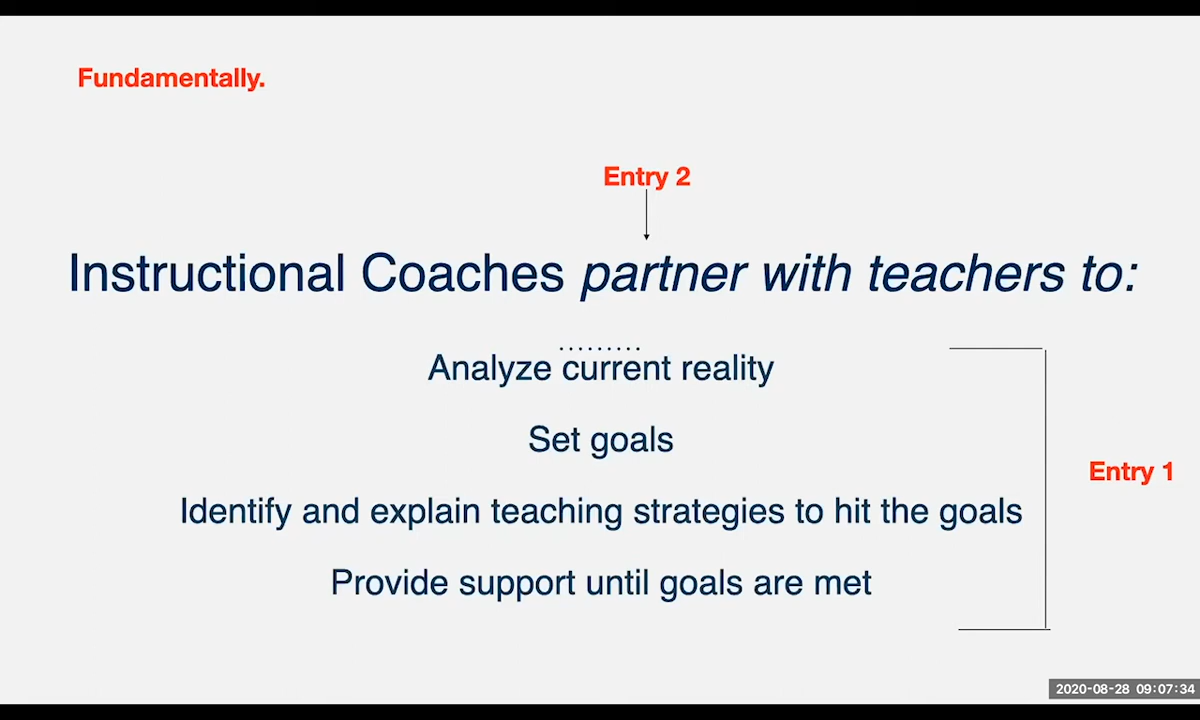 Fundamentally.
Entry 2
Instructional Coaches partner with teachers to:
Analyze current reality
Set goals
Identify and explain teaching strategies to hit the goals
Entry 1
Provide support until goals are met
2020-08-28 09:07:34